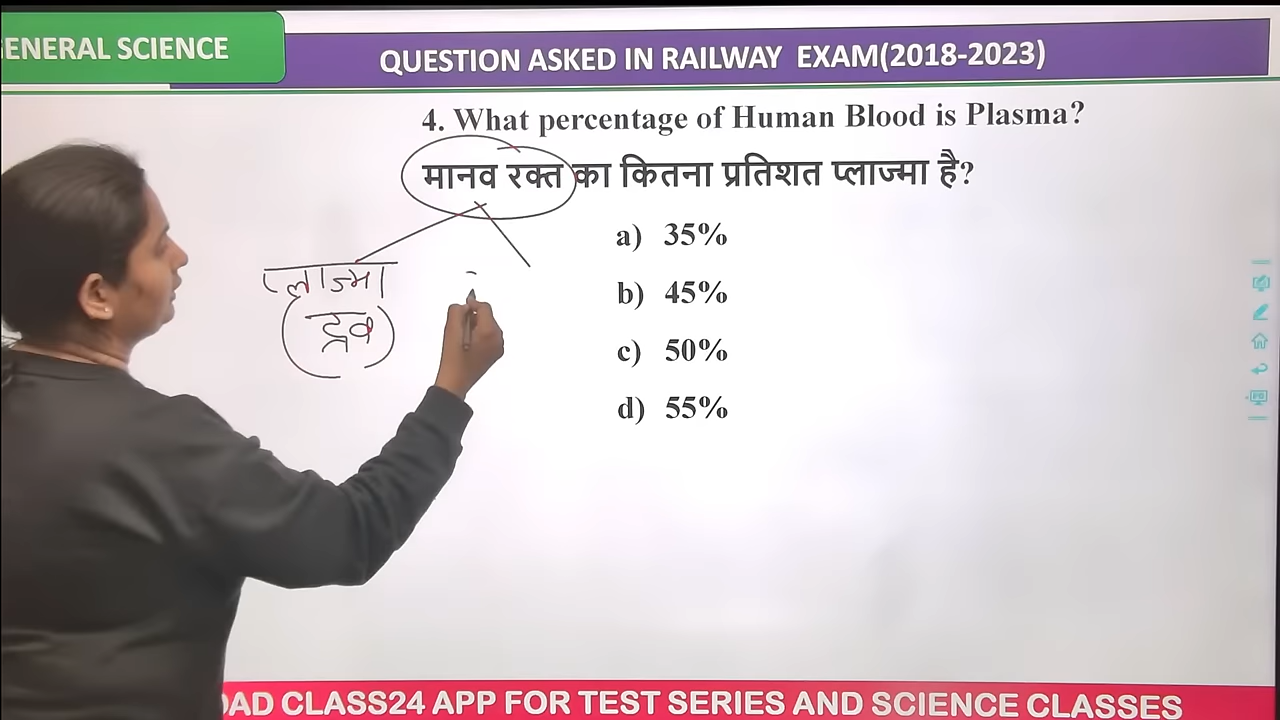 ENERAL SCIENCE
QUESTION ASKED IN RAILWAY EXAM(2018-2023)
4. What percentage of Human Blood is Plasma?
मानव रक्त का कितना प्रतिशत प्लाज्मा है?
a) 35%
b) 45%
c) 50%
d) 55%
प्लाज्मा
द्रव
OAD CLASS24 APP FOR TEST SERIES AND SCIENCE CLASSES